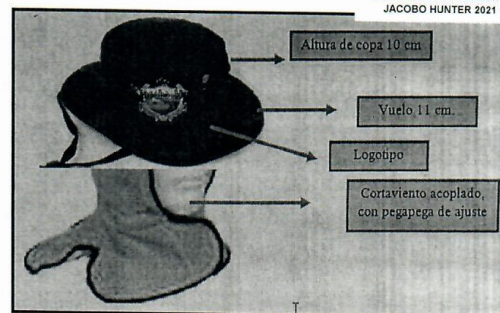 JACOBO HUNTER 2021
Altura de copa 10 cm
Vuelo 11 cm.
Logotipo
Cortaviento acoplado,
con pegapega de ajuste